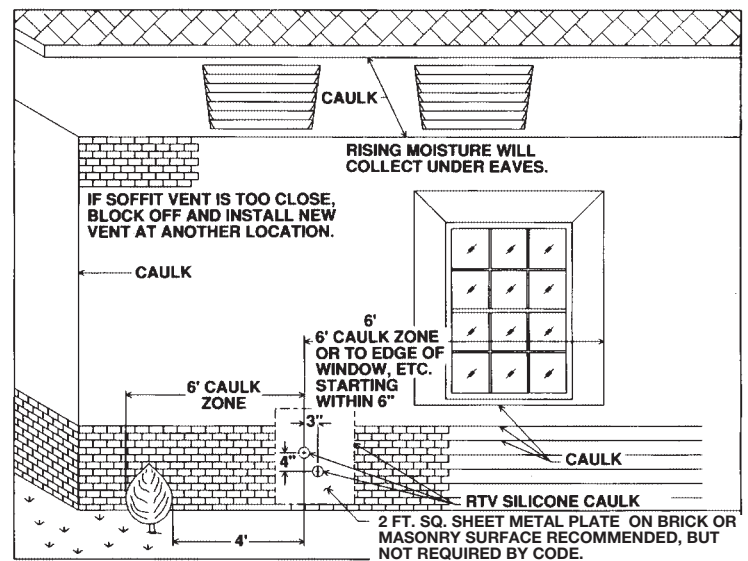 CAULK
RISING MOISTURE WILL
COLLECT UNDER EAVES.
IF SOFFIT VENT IS TOO CLOSE,
BLOCK OFF AND INSTALL NEW
VENT AT ANOTHER LOCATION.
CAULK
6'
6' CAULK ZONE
OR TO EDGE OF
WINDOW, ETC.
STARTING
WITHIN 6"
6' CAULK
ZONE
3"
4"
CAULK
RTV SILICONE CAULK
2 FT. SQ. SHEET METAL PLATE ON BRICK OR
MASONRY SURFACE RECOMMENDED, BUT
NOT REQUIRED BY CODE.
4'